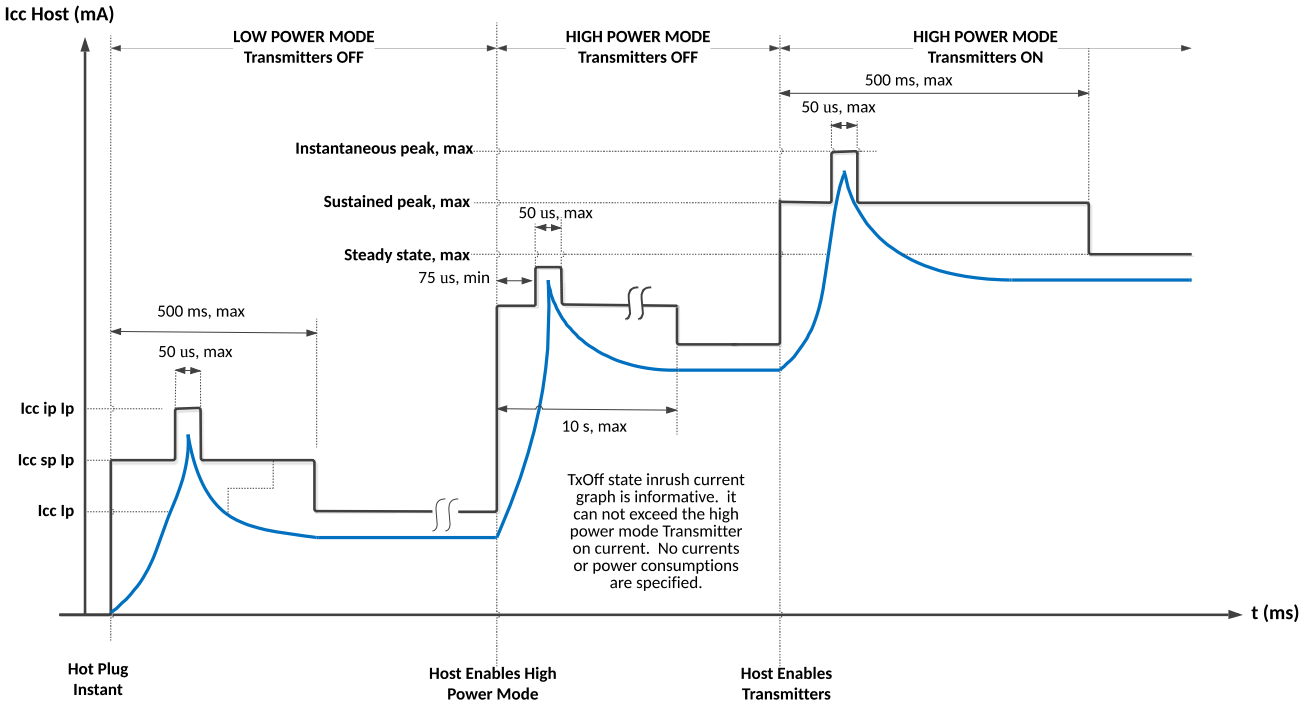 Icc Host (mA)
LOW POWER MODE
Transmitters OFF
HIGH POWER MODE
Transmitters OFF
HIGH POWER MODE
Transmitters ON
500 ms, max
50 us, max
Instantaneous peak, max
Sustained peak, max
50 us, max
Steady state, max
75 us, min
500 ms, max
50 us, max
Icc ip lp
10 s, max
Icc sp lp
Icc lp
TxOff state inrush current
graph is informative. it
can not exceed the high
power mode Transmitter
on current. No currents
or power consumptions
are specified.
t (ms)
Hot Plug
Instant
Host Enables High
Power Mode
Host Enables
Transmitters